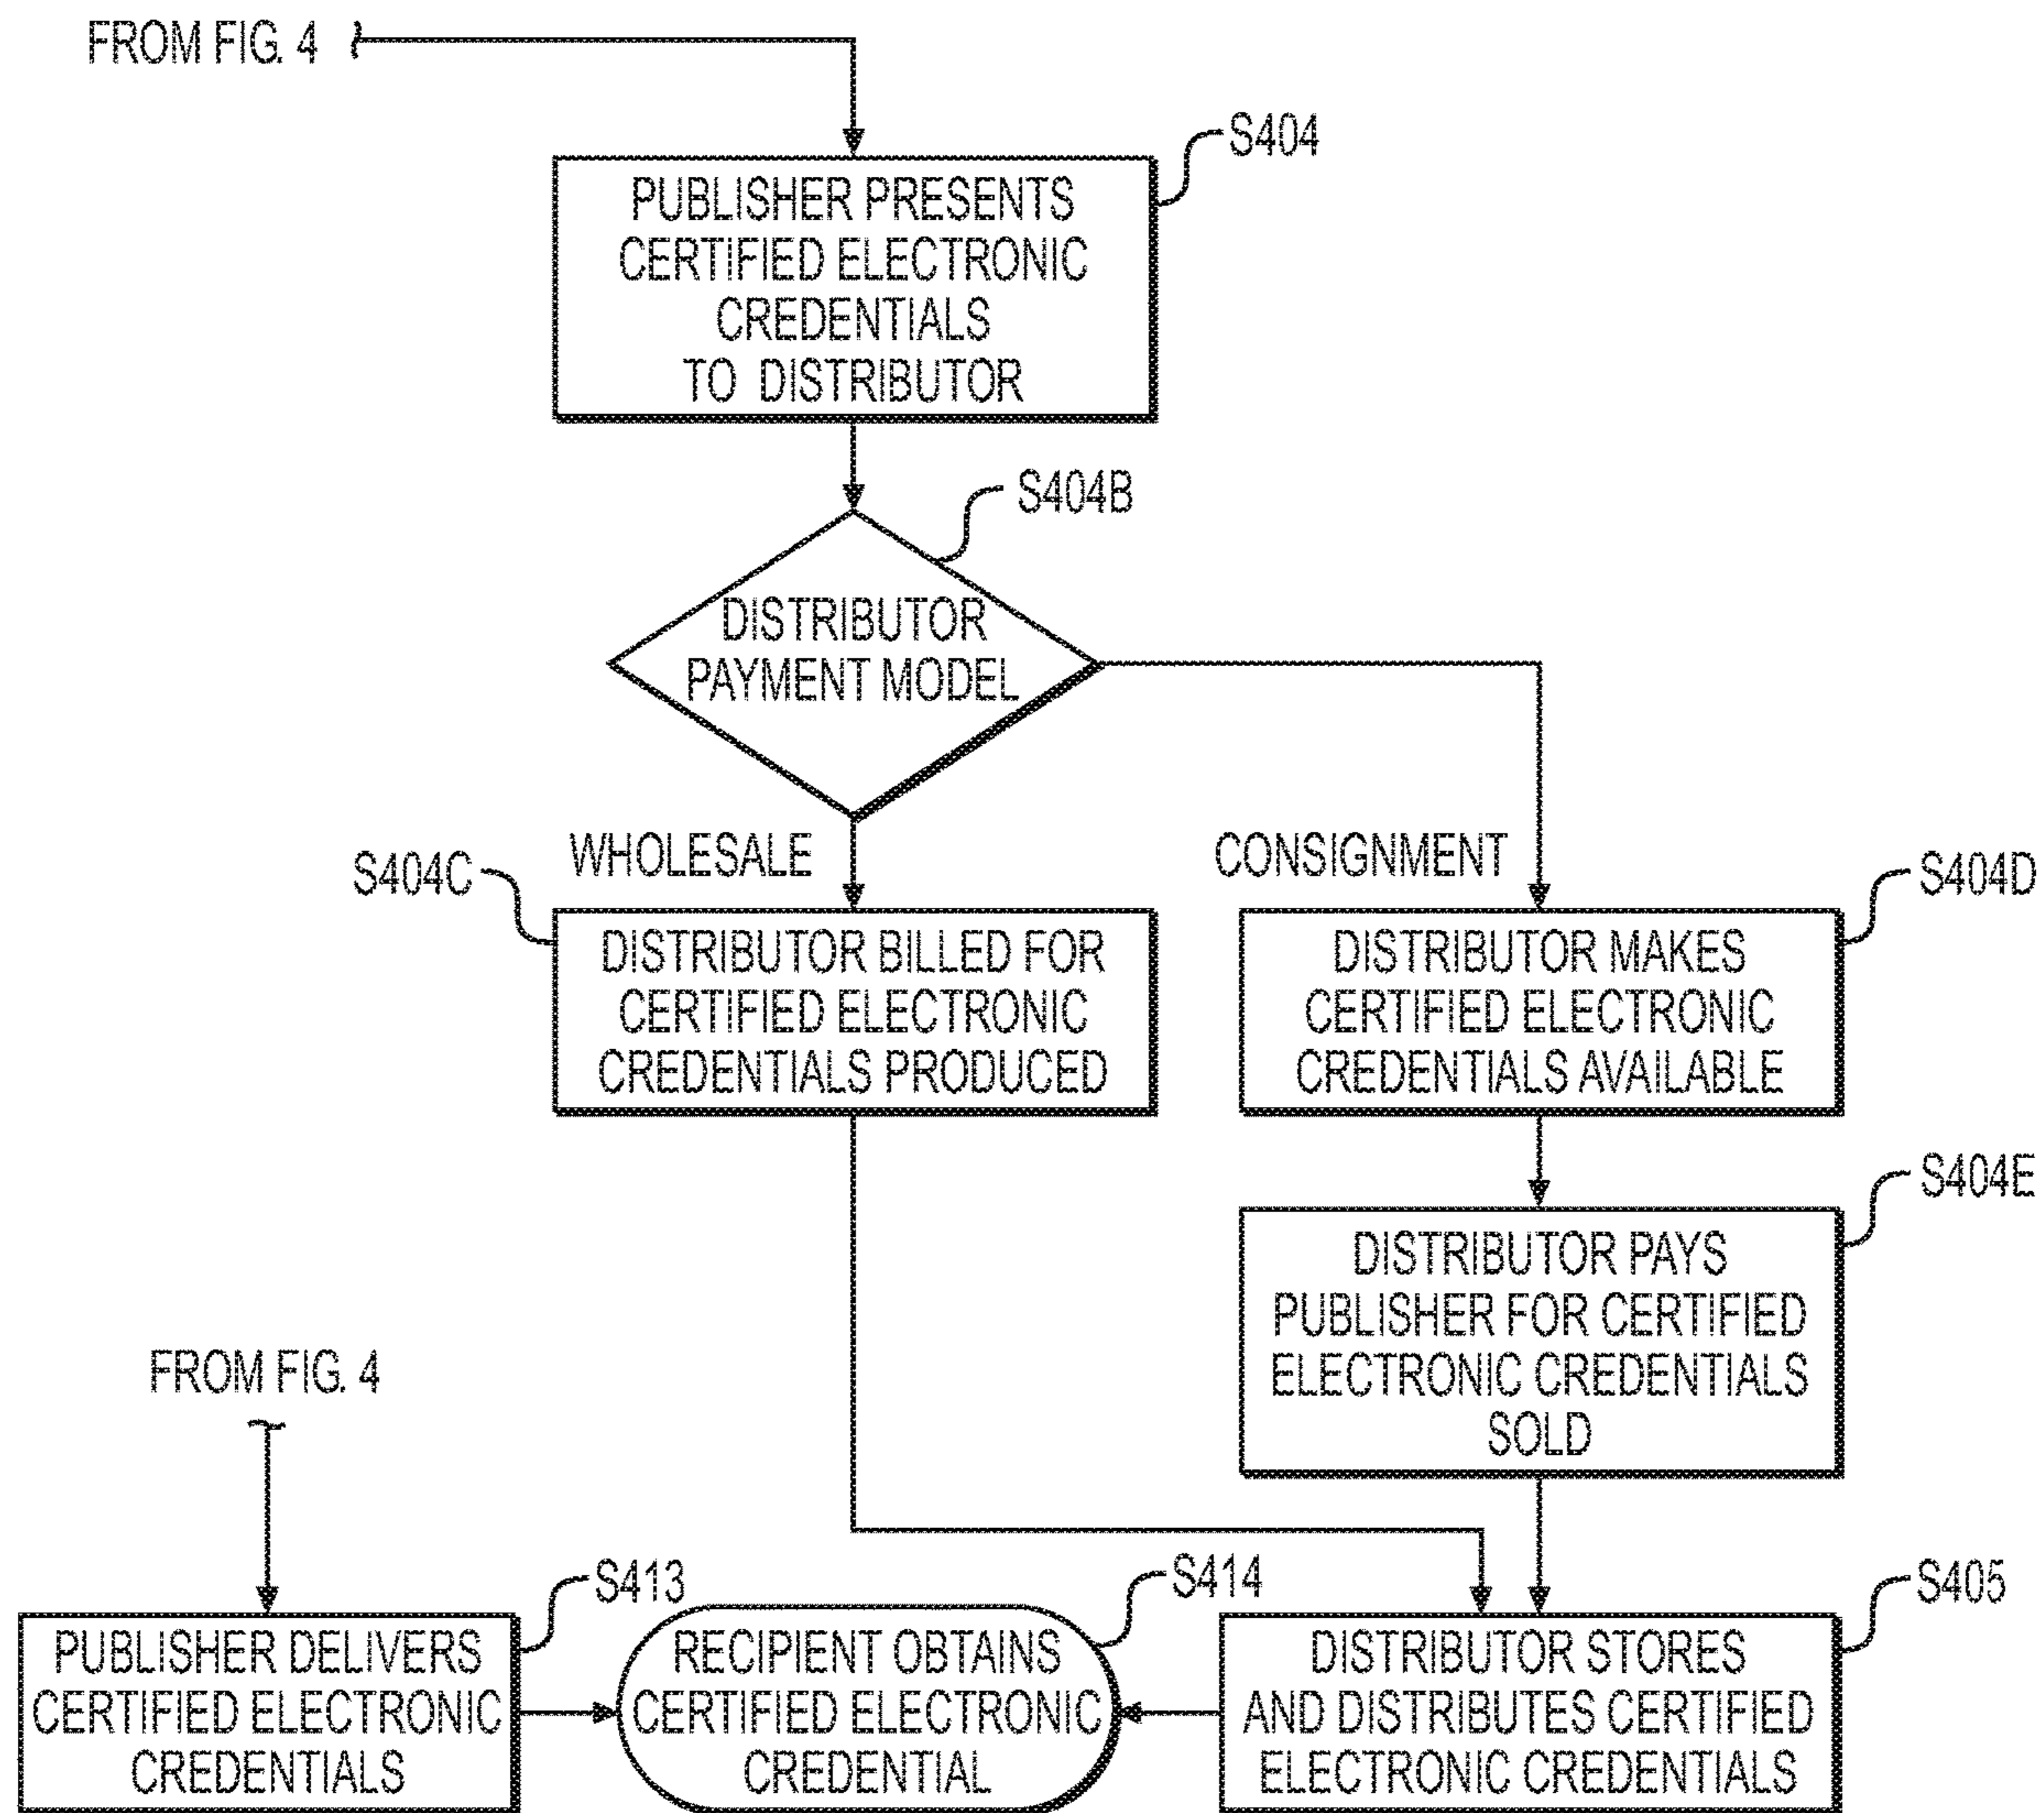 FROM FIG. 4
S404
PUBLISHER PRESENTS
CERTIFIED ELECTRONIC
CREDENTIALS
TO DISTRIBUTOR
S404B
DISTRIBUTOR
PAYMENT MODEL
WHOLESALE
CONSIGNMENT
S404C
DISTRIBUTOR BILLED FOR
CERTIFIED ELECTRONIC
CREDENTIALS PRODUCED
S404D
DISTRIBUTOR MAKES
CERTIFIED ELECTRONIC
CREDENTIALS AVAILABLE
S404E
DISTRIBUTOR PAYS
PUBLISHER FOR CERTIFIED
ELECTRONIC CREDENTIALS
SOLD
FROM FIG. 4
S413
PUBLISHER DELIVERS
CERTIFIED ELECTRONIC
CREDENTIALS
S414
RECIPIENT OBTAINS
CERTIFIED ELECTRONIC
CREDENTIAL
S405
DISTRIBUTOR STORES
AND DISTRIBUTES CERTIFIED
ELECTRONIC CREDENTIALS